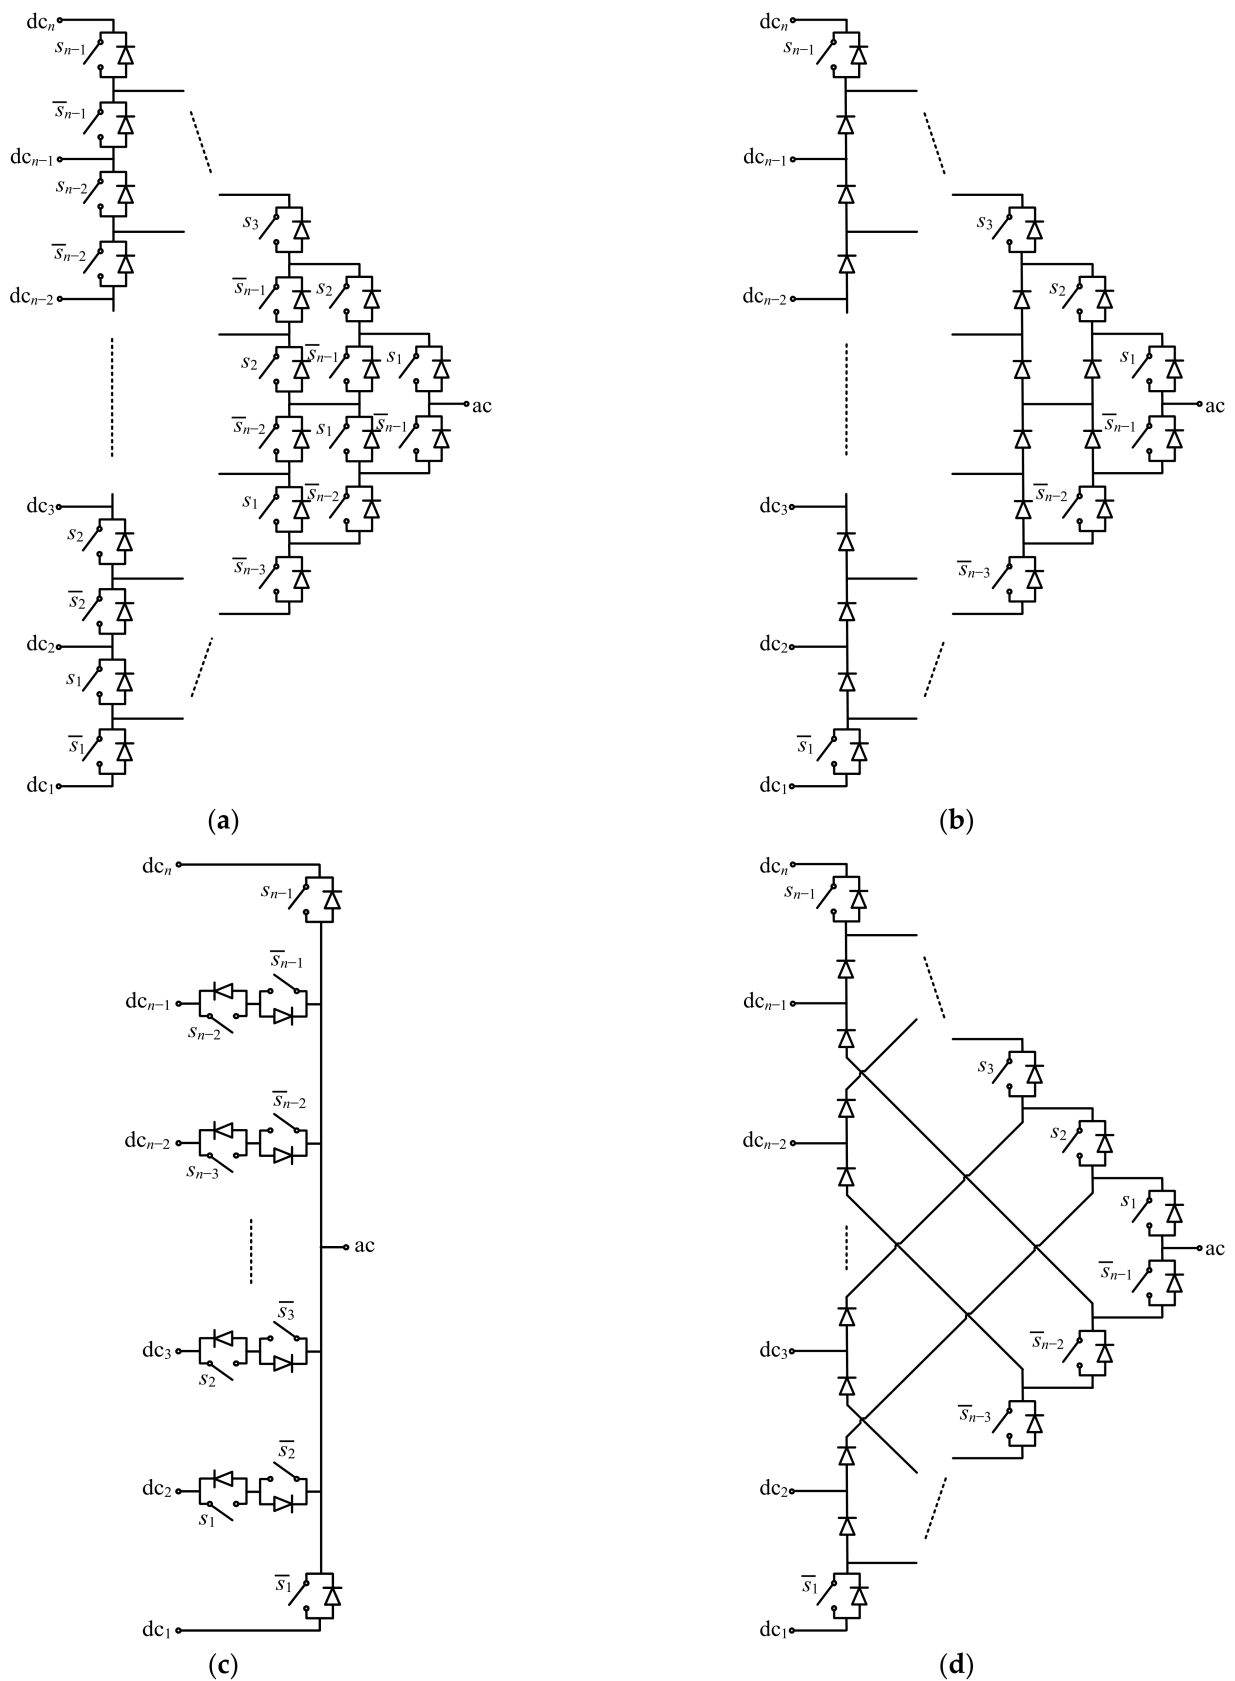 dcₙ
sₙ₋₁
s̅ₙ₋₁
dcₙ₋₁
sₙ₋₂
s̅ₙ₋₂
dcₙ₋₂
s₃
s̅ₙ₋₁ s₂
s₂ s̅ₙ₋₁ s₁
ac
s̅ₙ₋₂ s₁ s̅ₙ₋₁
s₁ s̅ₙ₋₂
s̅ₙ₋₃
dc₃
s₂
s̅₂
dc₂
s₁
s̅₁
dc₁
(a)
dcₙ
sₙ₋₁
dcₙ₋₁
s₃
dcₙ₋₂
s₂
s₁
ac
s̅ₙ₋₁
s̅ₙ₋₂
dc₃
s̅ₙ₋₃
dc₂
s̅₁
dc₁
(b)
dcₙ
sₙ₋₁
s̅ₙ₋₁
dcₙ₋₁
sₙ₋₂
s̅ₙ₋₂
dcₙ₋₂
sₙ₋₃
ac
s̅₃
dc₃
s₂
s̅₂
dc₂
s₁
s̅₁
dc₁
(c)
dcₙ
sₙ₋₁
dcₙ₋₁
s₃
s₂
dcₙ₋₂
s₁
ac
s̅ₙ₋₁
s̅ₙ₋₂
dc₃
s̅ₙ₋₃
dc₂
s̅₁
dc₁
(d)